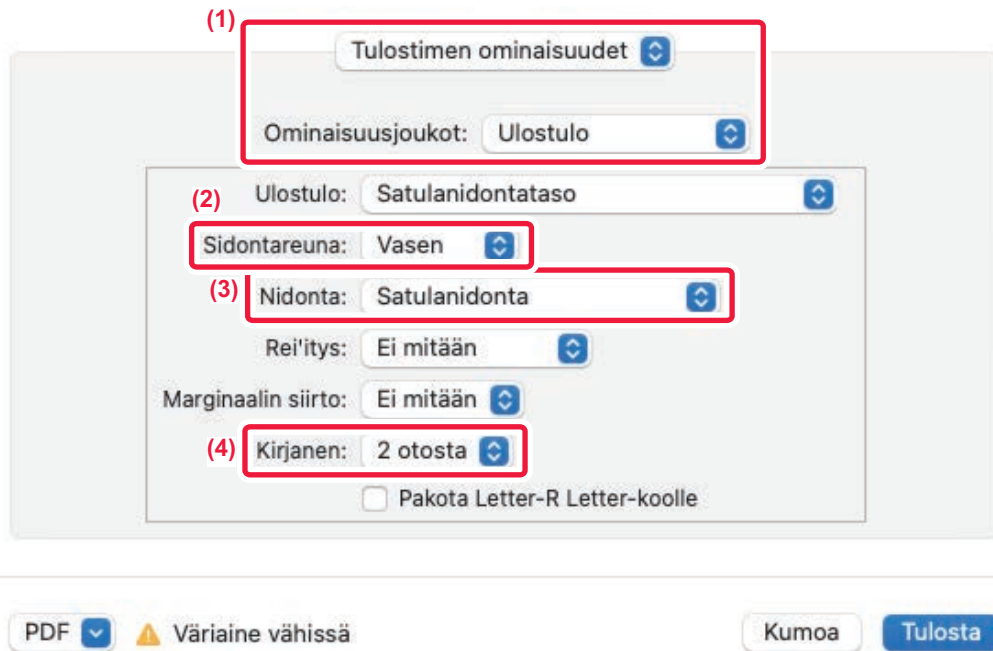 (1)
Tulostimen ominaisuudet
Ominaisuusjoukot: Ulostulo
(2) Ulostulo: Satulanidontataso
Sidontareuna: Vasen
(3) Nidonta: Satulanidonta
Rei'itys: Ei mitään
Marginaalin siirto: Ei mitään
(4) Kirjanen: 2 otosta
Pakota Letter-R Letter-koolle
PDF Väriaine vähissä Kumoa Tulosta